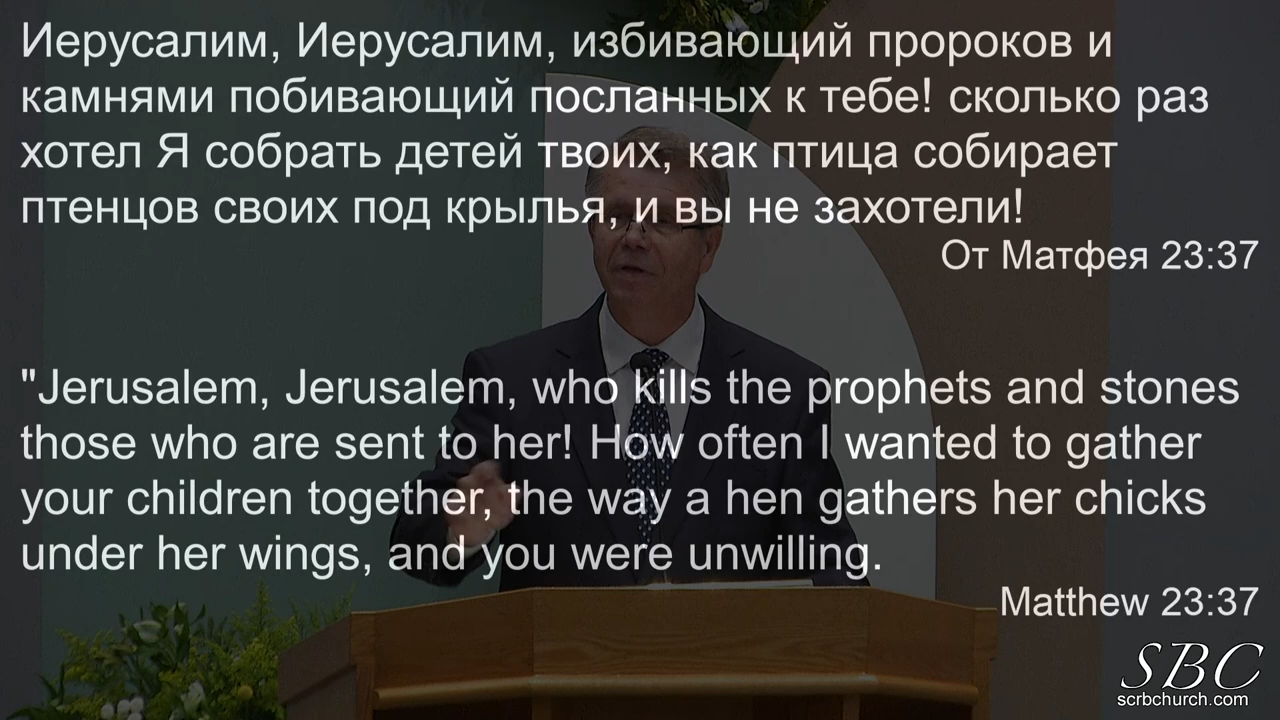 Иерусалим, Иерусалим, избивающий пророков и
камнями побивающий посланных к тебе! сколько раз
хотел Я собрать детей твоих, как птица собирает
птенцов своих под крылья, и вы не захотели!
От Матфея 23:37
"Jerusalem, Jerusalem, who kills the prophets and stones
those who are sent to her! How often I wanted to gather
your children together, the way a hen gathers her chicks
under her wings, and you were unwilling.
Matthew 23:37
SBC
scrbchurch.com